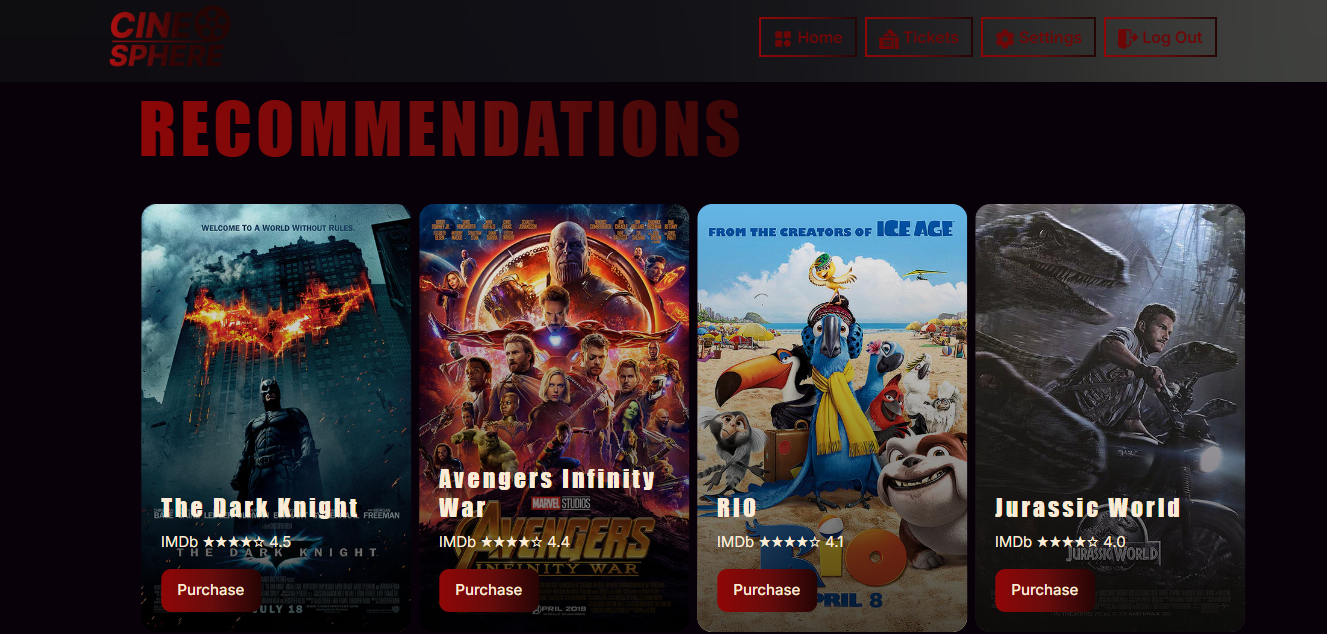 CINE
SPHERE
Home
Tickets
Settings
Log Out
RECOMMENDATIONS
WELCOME TO A WORLD WITHOUT RULES.
The Dark Knight
FREEMAN
IMDb ★★★★☆ 4.5
THE DARK KNIGHT
Purchase
JULY 18
Avengers Infinity
War
MARVEL STUDIOS
IMDb ★★★★☆ 4.4
AVENGERS
INFINITY WAR
Purchase
APRIL 2018
FROM THE CREATORS OF ICE AGE
RIO
IMDb ★★★★☆ 4.1
RIO
Purchase
APRIL 8
Jurassic World
IMDb ★★★★☆ 4.0
JURASSIC WORLD
Purchase